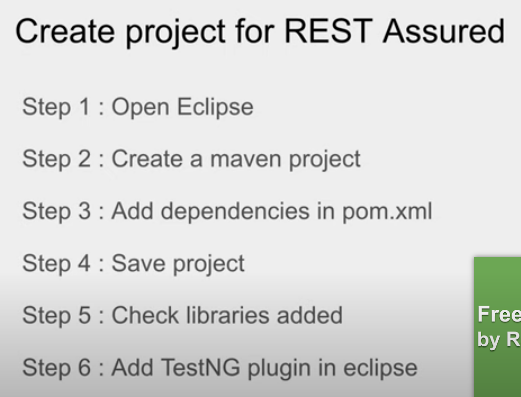 Create project for REST Assured
Step 1 : Open Eclipse
Step 2 : Create a maven project
Step 3 : Add dependencies in pom.xml
Step 4 : Save project
Step 5 : Check libraries added
Step 6 : Add TestNG plugin in eclipse
Free
by R